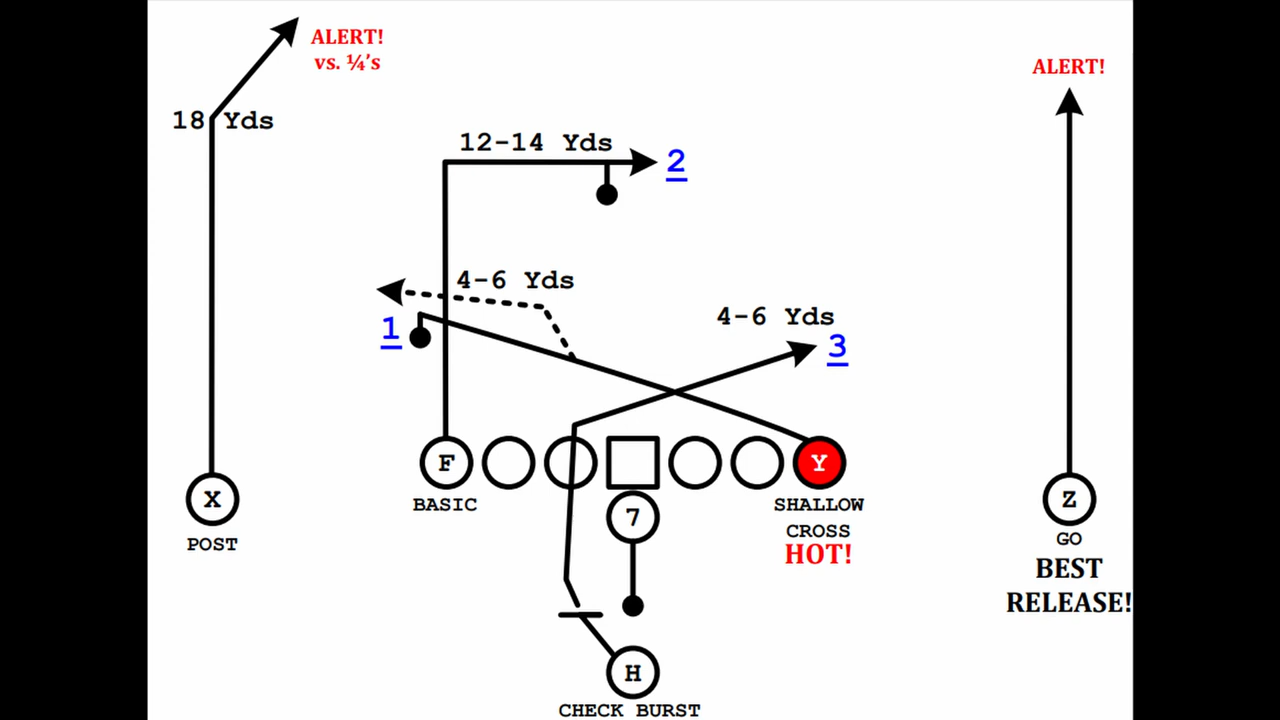 ALERT!
vs. ¼'s
18 Yds
ALERT!
12-14 Yds
2
4-6 Yds
1
4-6 Yds
3
F
Y
BASIC
SHALLOW
CROSS
HOT!
X
POST
7
Z
GO
BEST
RELEASE!
H
CHECK BURST